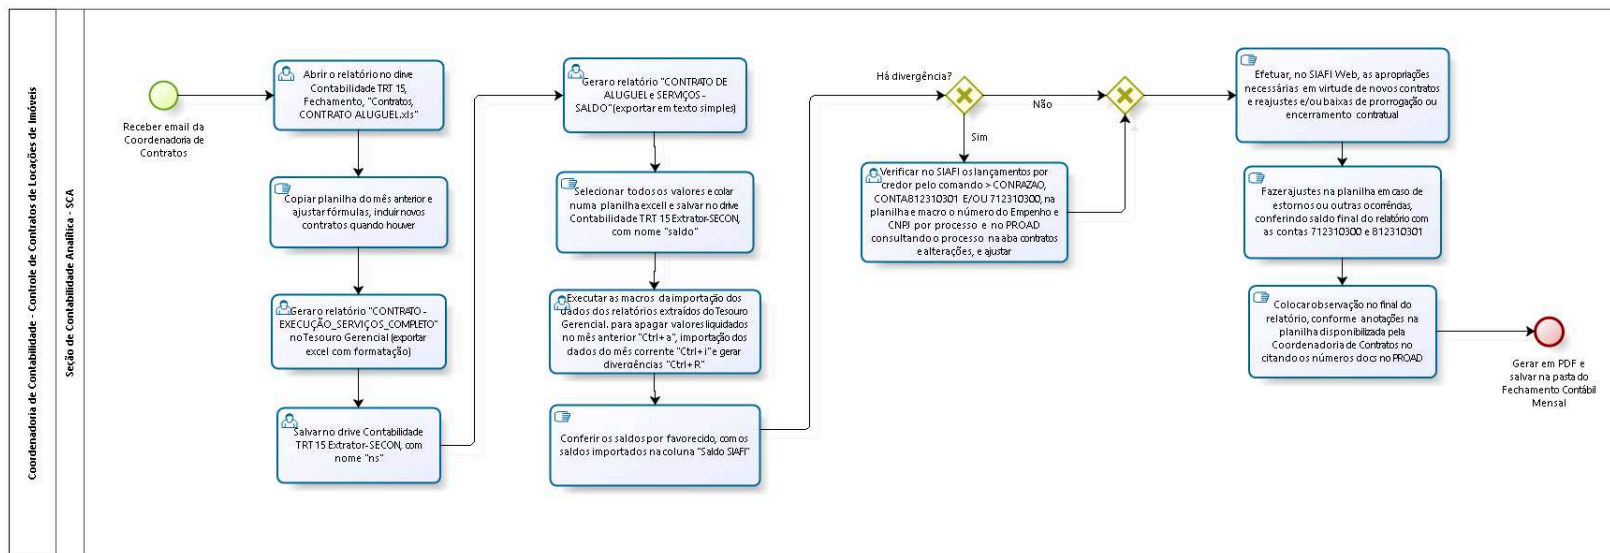 Coordenadoria de Contabilidade - Controle de Contratos de Locações de Imóveis
Seção de Contabilidade Analítica - SCA
Receber email da
Coordenadoria de
Contratos
Abrir o relatório no drive
Contabilidade TRT 15,
Fechamento, "Contratos,
CONTRATO ALUGUEL.xls"
Copiar planilha do mês anterior e
ajustar fórmulas, incluir novos
contratos quando houver
Gerar o relatório "CONTRATO -
EXECUÇÃO_SERVIÇOS_COMPLETO"
no Tesouro Gerencial (exportar
excel com formatação)
Salvar no drive Contabilidade
TRT 15 Extrator-SECON, com
nome "ns"
Gerar o relatório "CONTRATO DE
ALUGUEL e SERVIÇOS -
SALDO" (exportar em texto simples)
Selecionar todos os valores e colar
numa planilha excell e salvar no drive
Contabilidade TRT 15 Extrator-SECON,
com nome "saldo"
Executar as macros da importação dos
dados dos relatórios extraídos do Tesouro
Gerencial. para apagar valores liquidados
no mês anterior "Ctrl+ a", importação dos
dados do mês corrente "Ctrl+ i" e gerar
divergências "Ctrl+ R"
Conferir os saldos por favorecido, com os
saldos importados na coluna "Saldo SIAFI"
Há divergência?
Não
Sim
Verificar no SIAFI os lançamentos por
credor pelo comando > CONRAZAO,
CONTA 812310301 E/OU 712310300, na
planilha e macro o número do Empenho e
CNPJ por processo e no PROAD
consultando o processo na aba contratos
e alterações, e ajustar
Efetuar, no SIAFI Web, as apropriações
necessárias em virtude de novos contratos
e reajustes e/ou baixas de prorrogação ou
encerramento contratual
Fazer ajustes na planilha em caso de
estornos ou outras ocorrências,
conferindo saldo final do relatório com
as contas 712310300 e 812310301
Colocar observação no final do
relatório, conforme anotações na
planilha disponibilizada pela
Coordenadoria de Contratos no
citando os números docs no PROAD
Gerar em PDF e
salvar na pasta do
Fechamento Contábil
Mensal